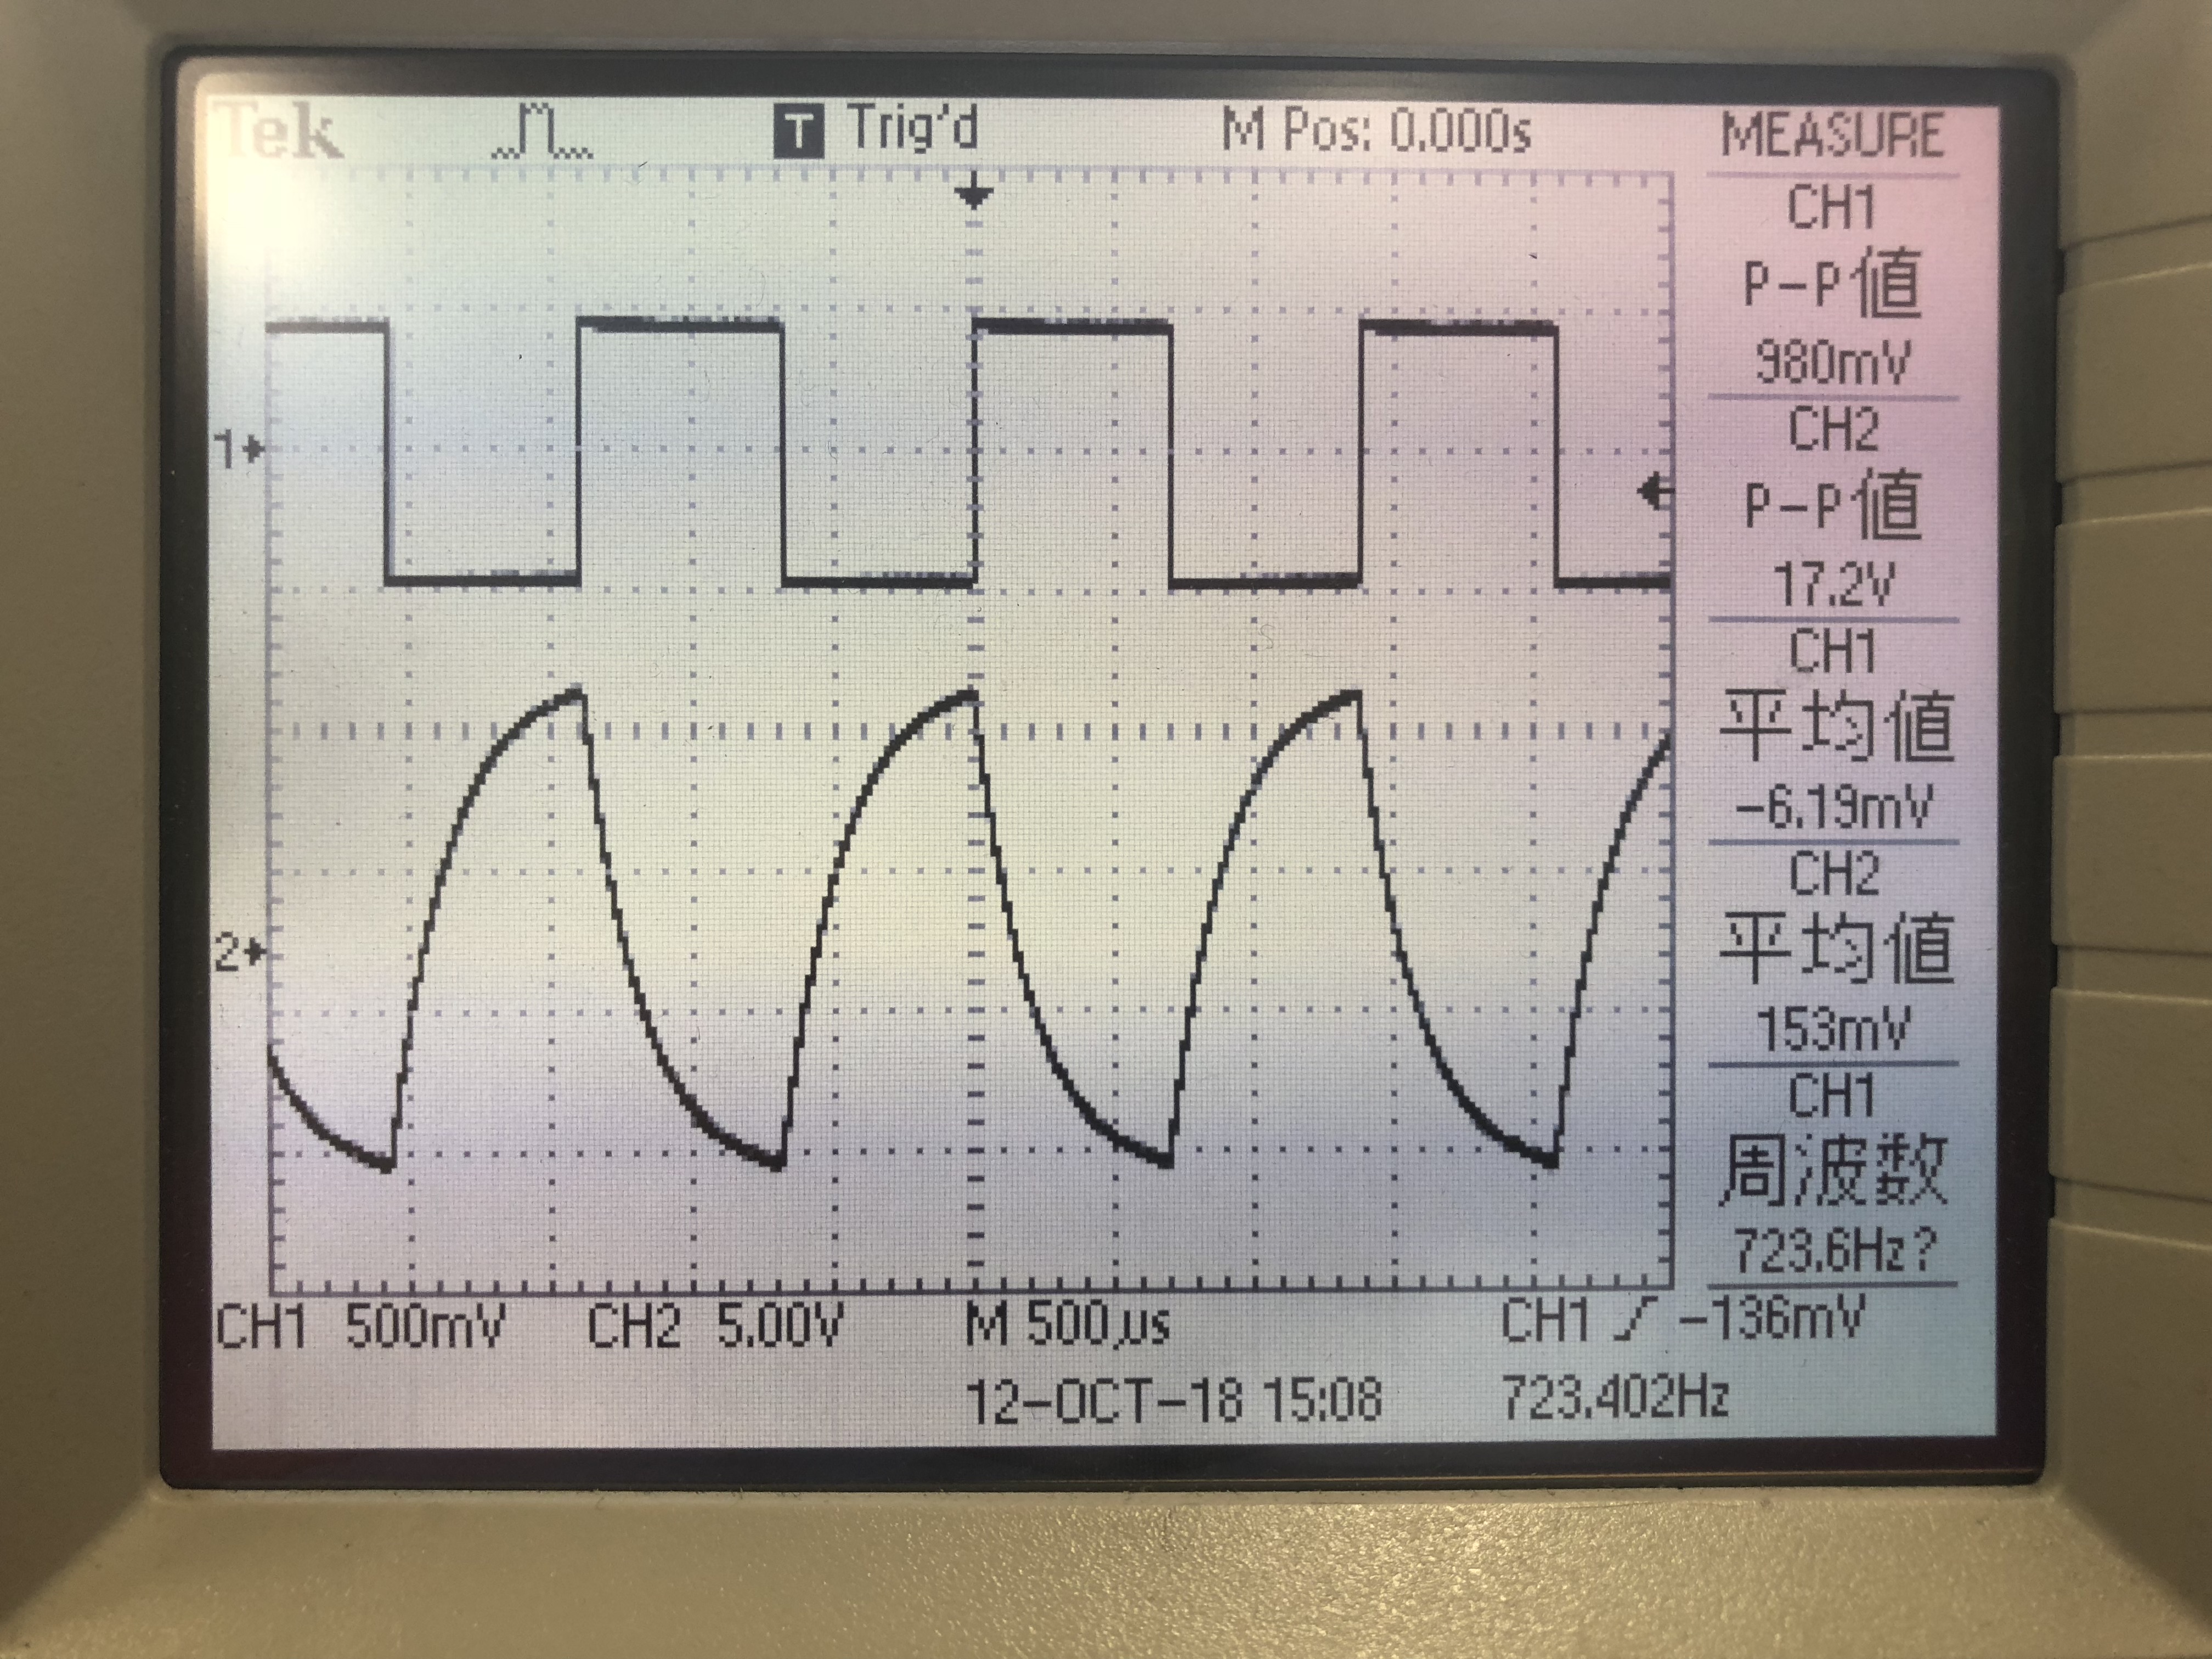 Tek T Trig'd M Pos: 0.000s MEASURE
CH1
P-P値
980mV
CH2
P-P値
17.2V
CH1
平均値
-6.19mV
CH2
平均値
153mV
CH1
周波数
723.6Hz?
1
2
CH1 500mV CH2 5.00V M 500µs CH1 -136mV
12-OCT-18 15:08 723.402Hz